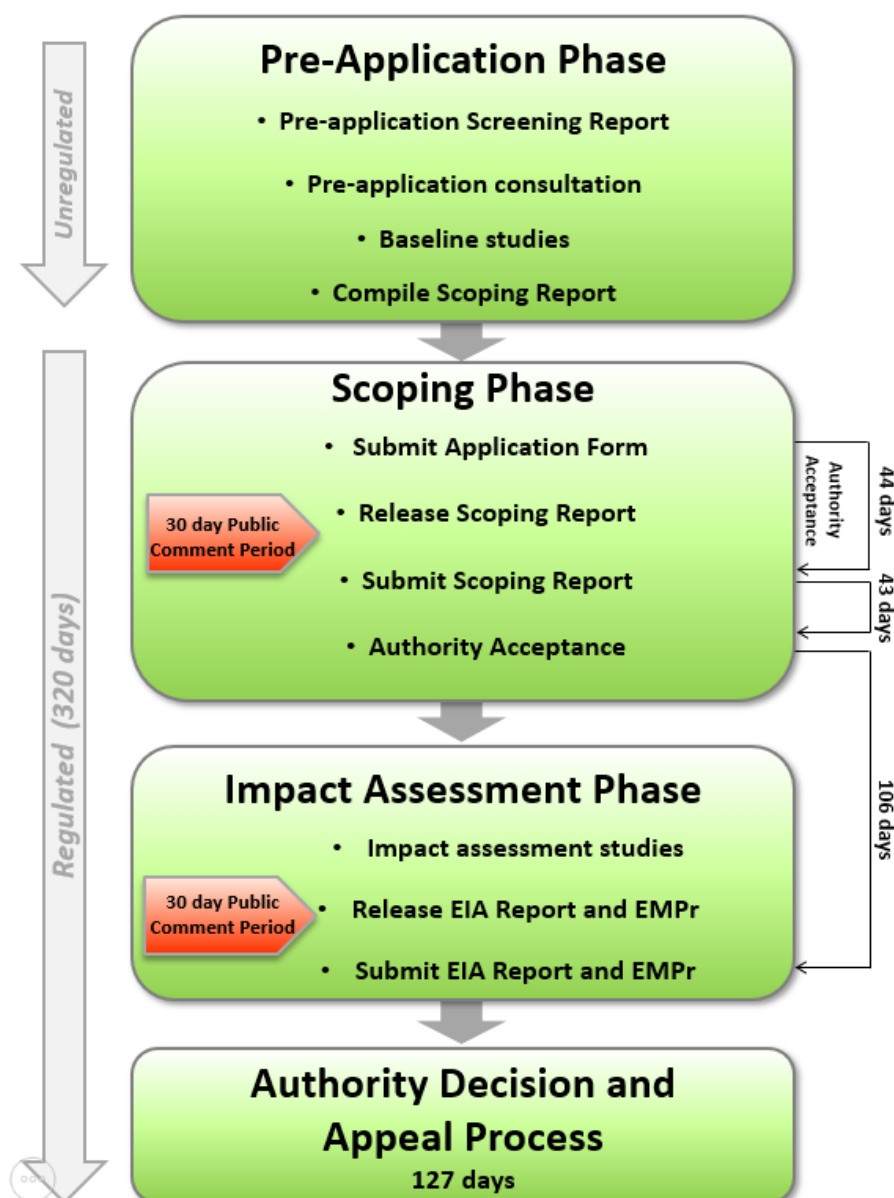 Unregulated
Pre-Application Phase
• Pre-application Screening Report
• Pre-application consultation
• Baseline studies
• Compile Scoping Report
Regulated (320 days)
Scoping Phase
• Submit Application Form
30 day Public
Comment Period
• Release Scoping Report
• Submit Scoping Report
• Authority Acceptance
Authority
Acceptance
44 days
43 days
106 days
Impact Assessment Phase
• Impact assessment studies
30 day Public
Comment Period
• Release EIA Report and EMPr
• Submit EIA Report and EMPr
Authority Decision and
Appeal Process
127 days